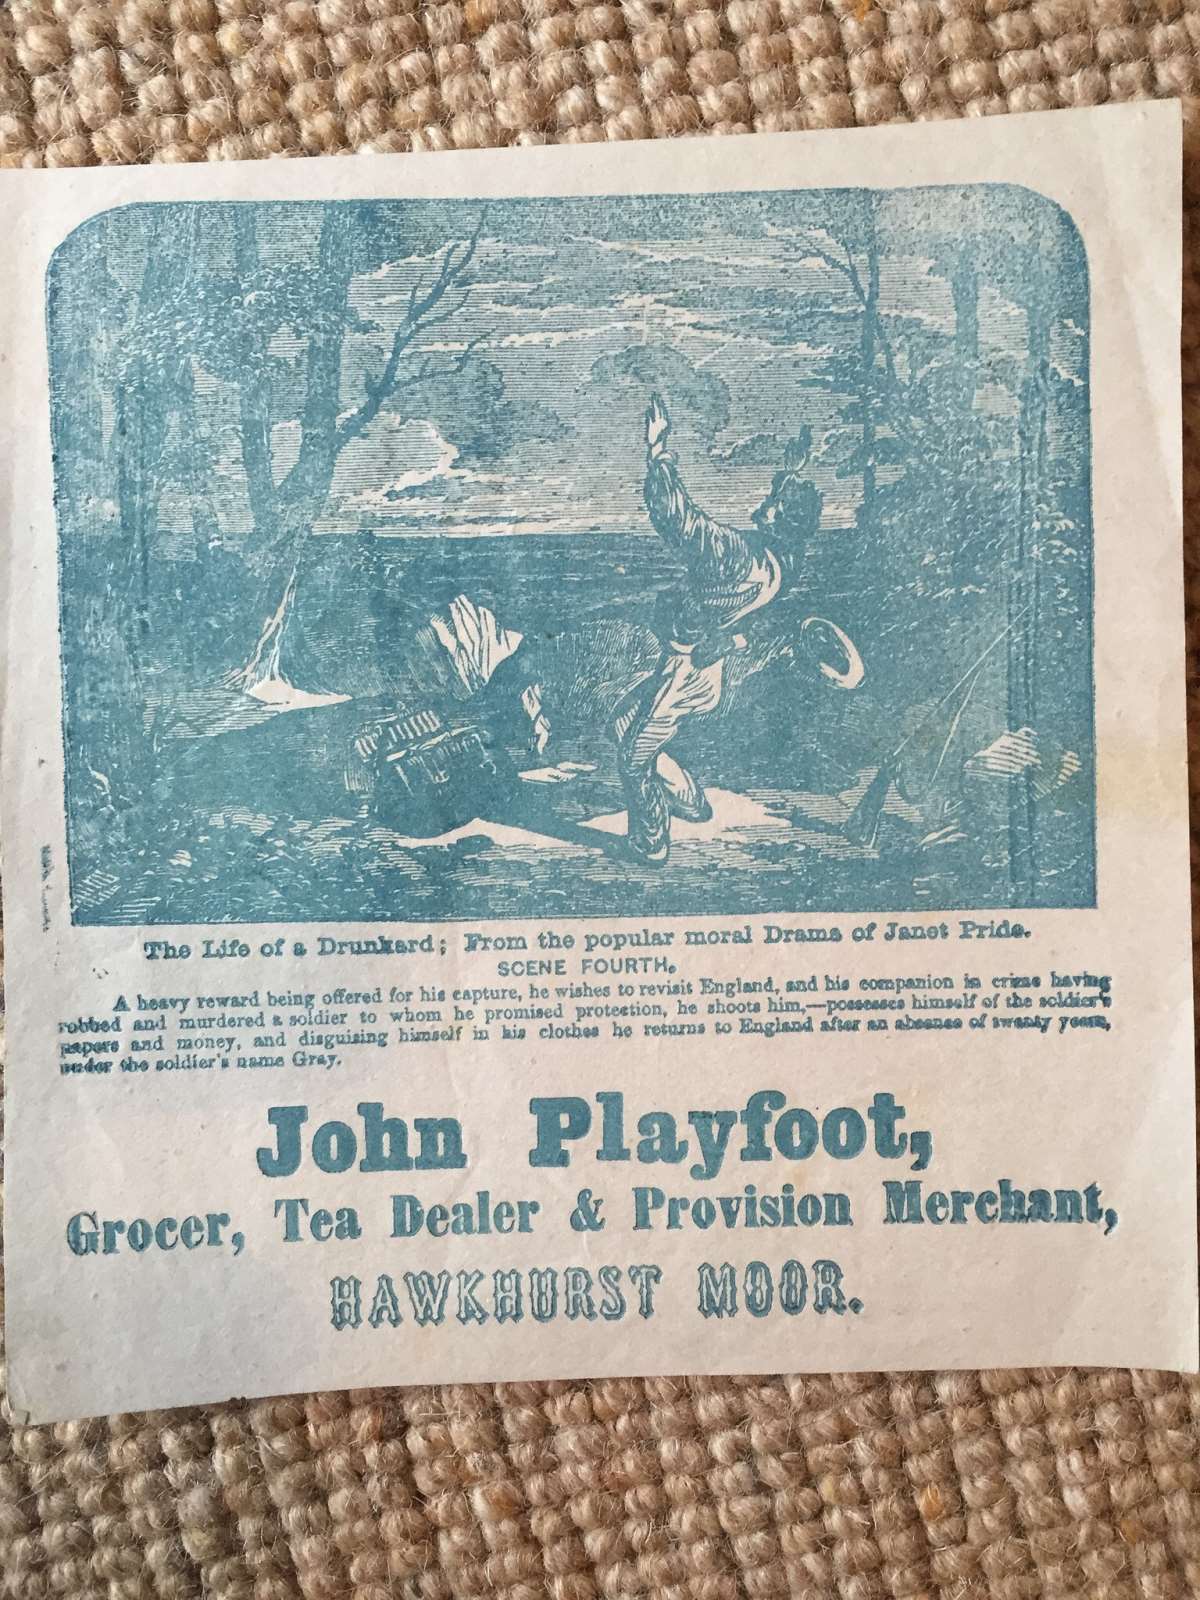 The Life of a Drunkard; From the popular moral Drama of Janet Pride.
SCENE FOURTH.
A heavy reward being offered for his capture, he wishes to revisit England, and his companion in crime having
robbed and murdered a soldier to whom he promised protection, he shoots him,—possesses himself of the soldier's
papers and money, and disguising himself in his clothes he returns to England after an absence of twenty years,
under the soldier's name Gray.
John Playfoot,
Grocer, Tea Dealer & Provision Merchant,
HAWKHURST MOOR.